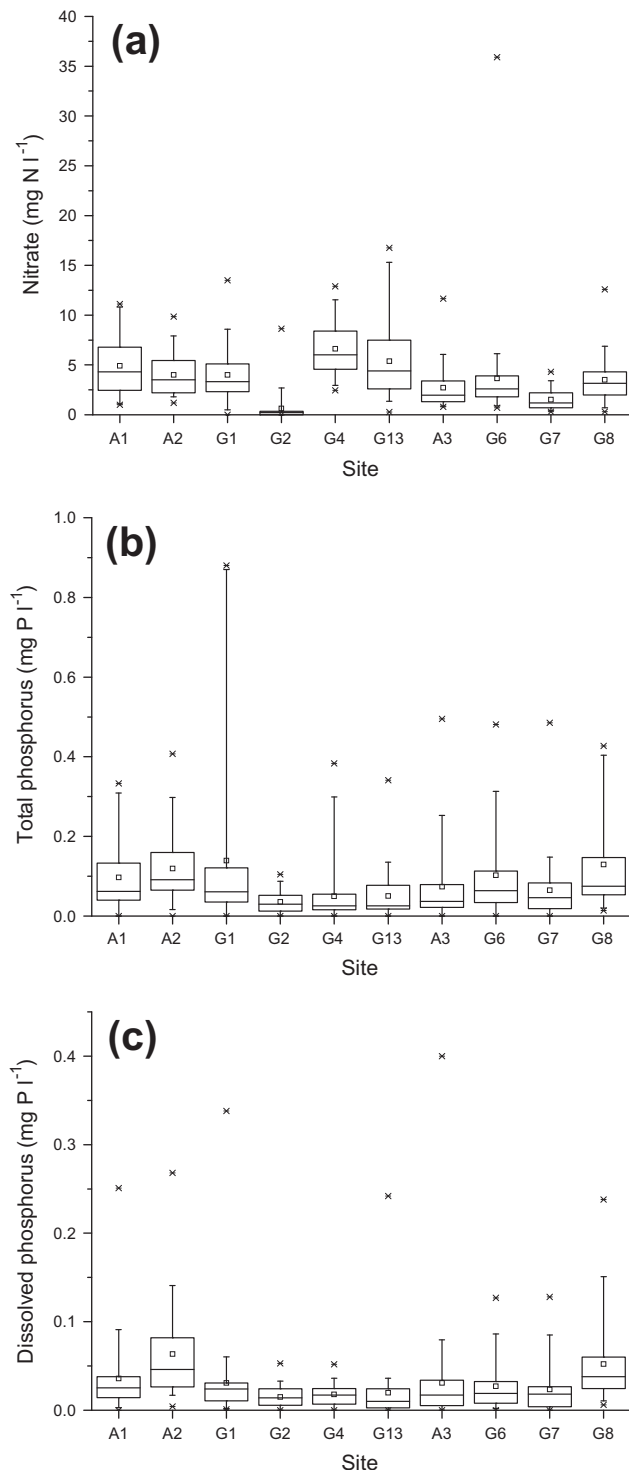 (a)
Nitrate (mg N l⁻¹)
40
35
30
25
20
15
10
5
0
A1 A2 G1 G2 G4 G13 A3 G6 G7 G8
Site
(b)
Total phosphorus (mg P l⁻¹)
1.0
0.8
0.6
0.4
0.2
0.0
A1 A2 G1 G2 G4 G13 A3 G6 G7 G8
Site
(c)
Dissolved phosphorus (mg P l⁻¹)
0.4
0.3
0.2
0.1
0.0
A1 A2 G1 G2 G4 G13 A3 G6 G7 G8
Site